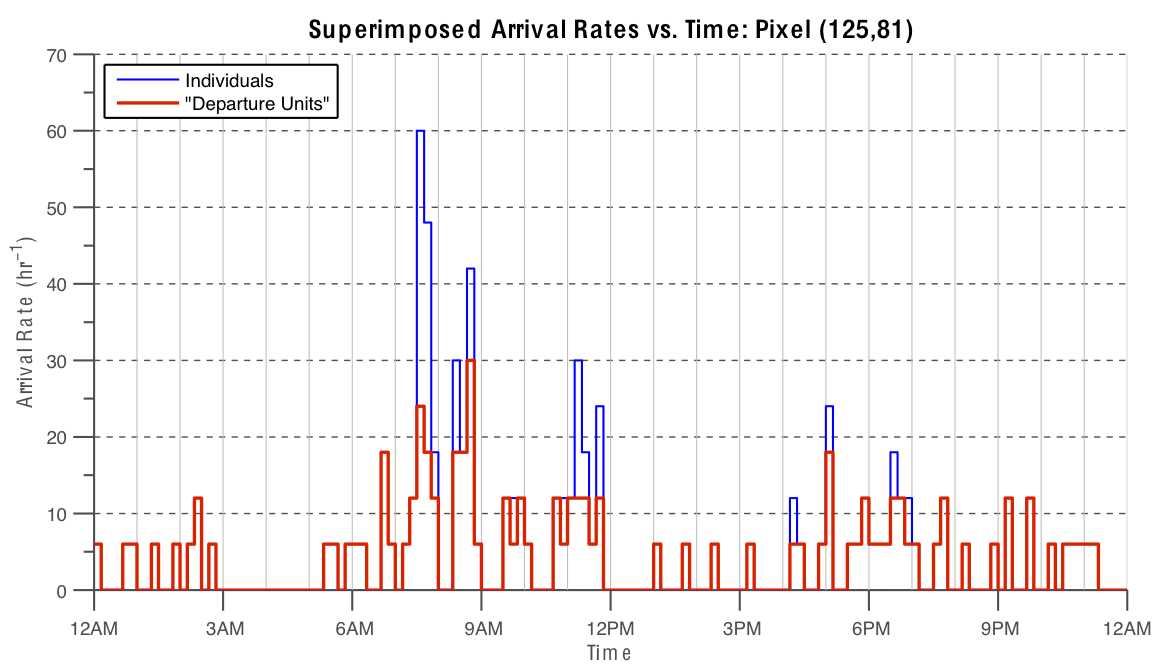 Superimposed Arrival Rates vs. Time: Pixel (125,81)
Individuals
"Departure Units"
70
60
50
40
30
20
10
0
Arrival Rate (hr⁻¹)
12AM 3AM 6AM 9AM 12PM 3PM 6PM 9PM 12AM
Time